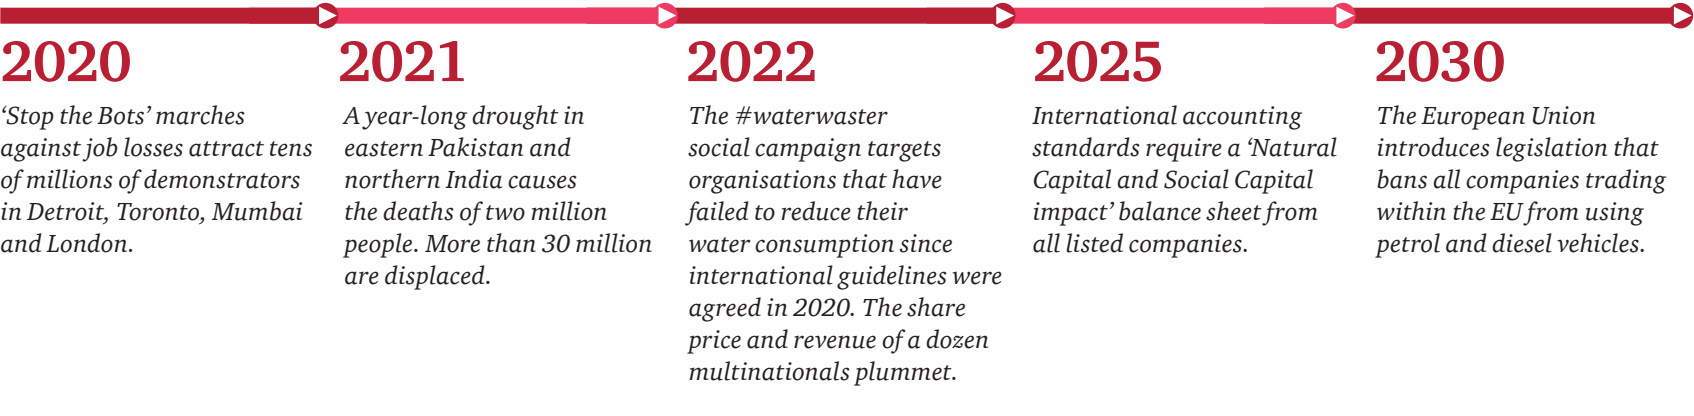 2020
‘Stop the Bots’ marches
against job losses attract tens
of millions of demonstrators
in Detroit, Toronto, Mumbai
and London.
2021
A year-long drought in
eastern Pakistan and
northern India causes
the deaths of two million
people. More than 30 million
are displaced.
2022
The #waterwaster
social campaign targets
organisations that have
failed to reduce their
water consumption since
international guidelines were
agreed in 2020. The share
price and revenue of a dozen
multinationals plummet.
2025
International accounting
standards require a ‘Natural
Capital and Social Capital
impact’ balance sheet from
all listed companies.
2030
The European Union
introduces legislation that
bans all companies trading
within the EU from using
petrol and diesel vehicles.